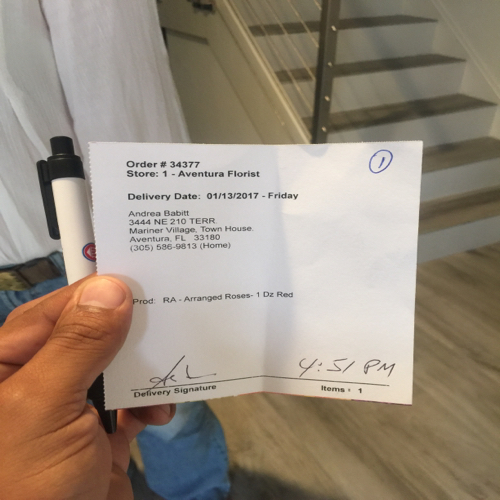 Order # 34377
Store: 1 - Aventura Florist
1
Delivery Date: 01/13/2017 - Friday
Andrea Babitt
3444 NE 210 TERR.
Mariner Village, Town House.
Aventura, FL 33180
(305) 586-9813 (Home)
Prod: RA - Arranged Roses- 1 Dz Red
4:51 PM
Delivery Signature
Items - 1